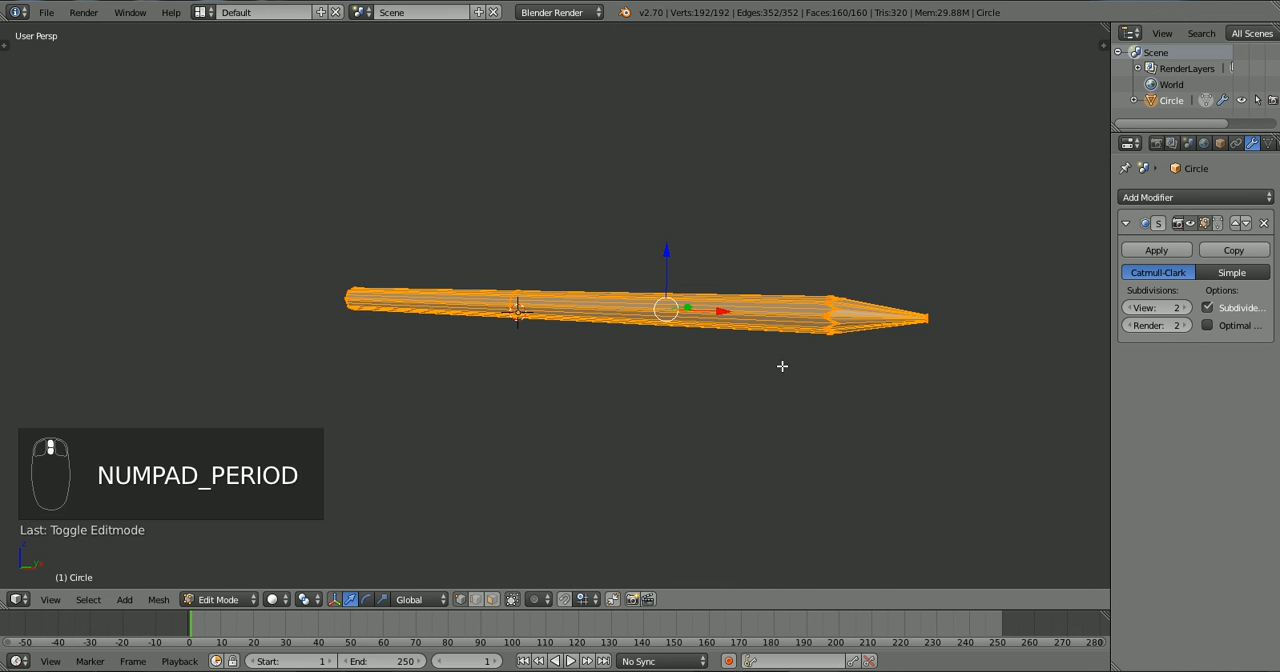 File Render Window Help Default Scene Blender Render v2.70 | Verts:192/192 | Edges:352/352 | Faces:160/160 | Tris:320 | Mem:29.88M | Circle
User Persp
View Search All Scenes
Scene
RenderLayers |
World
Circle |
Circle
Add Modifier
S
Apply Copy
Catmull-Clark Simple
Subdivisions: Options:
View: 2 Subdivide...
Render: 2 Optimal ...
NUMPAD_PERIOD
Last: Toggle Editmode
z
y
(1) Circle
View Select Add Mesh Edit Mode Global
-50 -40 -30 -20 -10 0 10 20 30 40 50 60 70 80 90 100 110 120 130 140 150 160 170 180 190 200 210 220 230 240 250 260 270 280
View Marker Frame Playback Start: 1 End: 250 1 No Sync